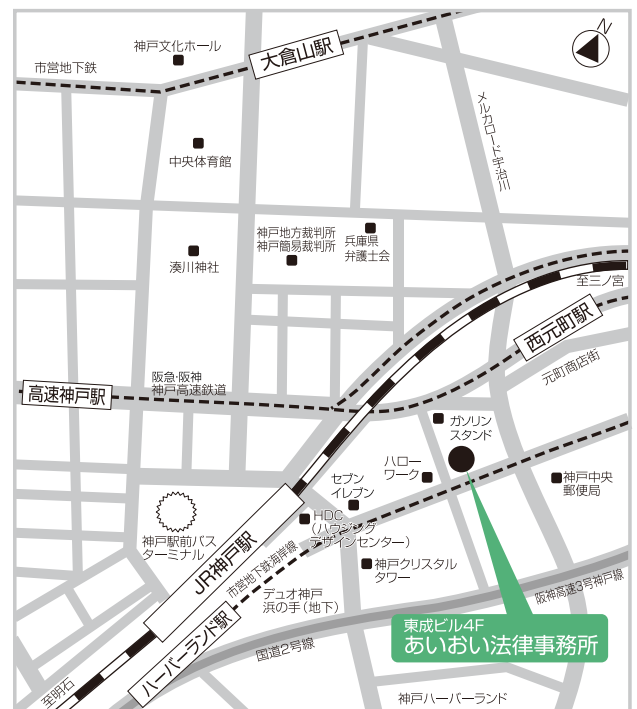 N
神戸文化ホール
大倉山駅
市営地下鉄
メルカロード宇治川
中央体育館
神戸地方裁判所
神戸簡易裁判所
兵庫県
弁護士会
湊川神社
至三ノ宮
西元町駅
元町商店街
阪急・阪神
神戸高速鉄道
高速神戸駅
ガソリン
スタンド
ハロー
ワーク
セブン
イレブン
神戸中央
郵便局
HDC
(ハウジング
デザインセンター)
神戸駅前バス
ターミナル
JR神戸駅
市営地下鉄海岸線
神戸クリスタル
タワー
デュオ神戸
浜の手(地下)
阪神高速3号神戸線
東成ビル4F
あいおい法律事務所
ハーバーランド駅
国道2号線
至明石
神戸ハーバーランド